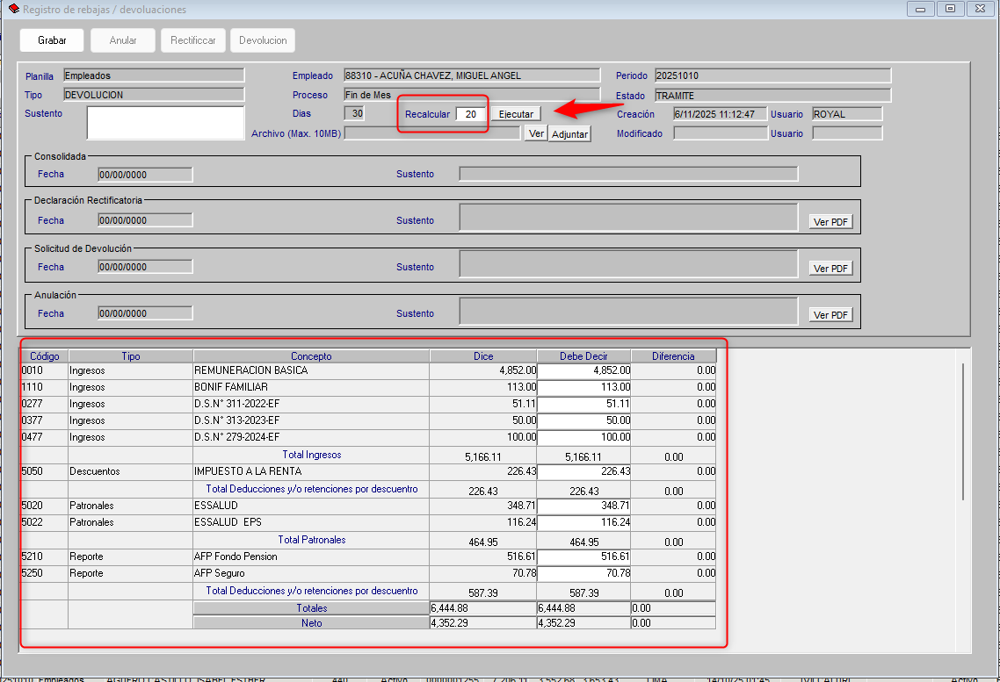 Registro de rebajas / devoluaciones
Grabar Anular Rectificcar Devolucion
Planilla Empleados Empleado 88310 - ACUÑA CHAVEZ, MIGUEL ANGEL Periodo 20251010
Tipo DEVOLUCION Proceso Fin de Mes Estado TRAMITE
Sustento Dias 30 Recalcular 20 Ejecutar Creación 6/11/2025 11:12:47 Usuario ROYAL
Archivo (Max. 10MB) Ver Adjuntar Modificado Usuario
Consolidada
Fecha 00/00/0000 Sustento
Declaración Rectificatoria
Fecha 00/00/0000 Sustento Ver PDF
Solicitud de Devolución
Fecha 00/00/0000 Sustento Ver PDF
Anulación
Fecha 00/00/0000 Sustento Ver PDF
Código Tipo Concepto Dice Debe Decir Diferencia
0010 Ingresos REMUNERACION BASICA 4,852.00 4,852.00 0.00
1110 Ingresos BONIF FAMILIAR 113.00 113.00 0.00
0277 Ingresos D.S.N° 311-2022-EF 51.11 51.11 0.00
0377 Ingresos D.S.N° 313-2023-EF 50.00 50.00 0.00
0477 Ingresos D.S.N° 279-2024-EF 100.00 100.00 0.00
Total Ingresos 5,166.11 5,166.11 0.00
5050 Descuentos IMPUESTO A LA RENTA 226.43 226.43 0.00
Total Deducciones y/o retenciones por descuentro 226.43 226.43 0.00
5020 Patronales ESSALUD 348.71 348.71 0.00
5022 Patronales ESSALUD EPS 116.24 116.24 0.00
Total Patronales 464.95 464.95 0.00
5210 Reporte AFP Fondo Pension 516.61 516.61 0.00
5250 Reporte AFP Seguro 70.78 70.78 0.00
Total Deducciones y/o retenciones por descuentro 587.39 587.39 0.00
Totales 6,444.88 6,444.88 0.00
Neto 4,352.29 4,352.29 0.00